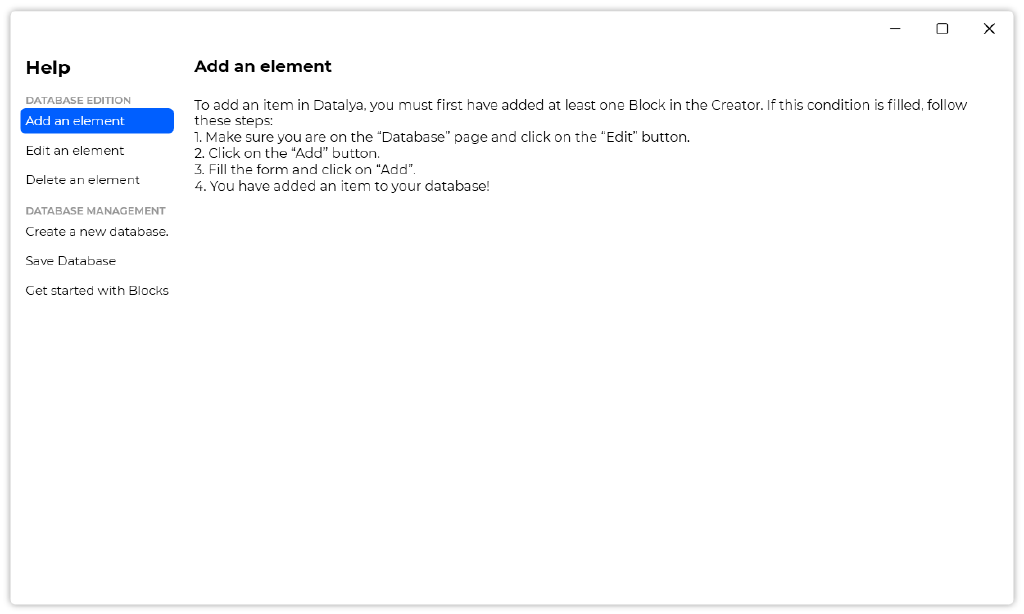 Help
DATABASE EDITION
Add an element
Edit an element
Delete an element
DATABASE MANAGEMENT
Create a new database.
Save Database
Get started with Blocks
Add an element
To add an item in Datalya, you must first have added at least one Block in the Creator. If this condition is filled, follow
these steps:
1. Make sure you are on the “Database” page and click on the “Edit” button.
2. Click on the “Add” button.
3. Fill the form and click on “Add”.
4. You have added an item to your database!